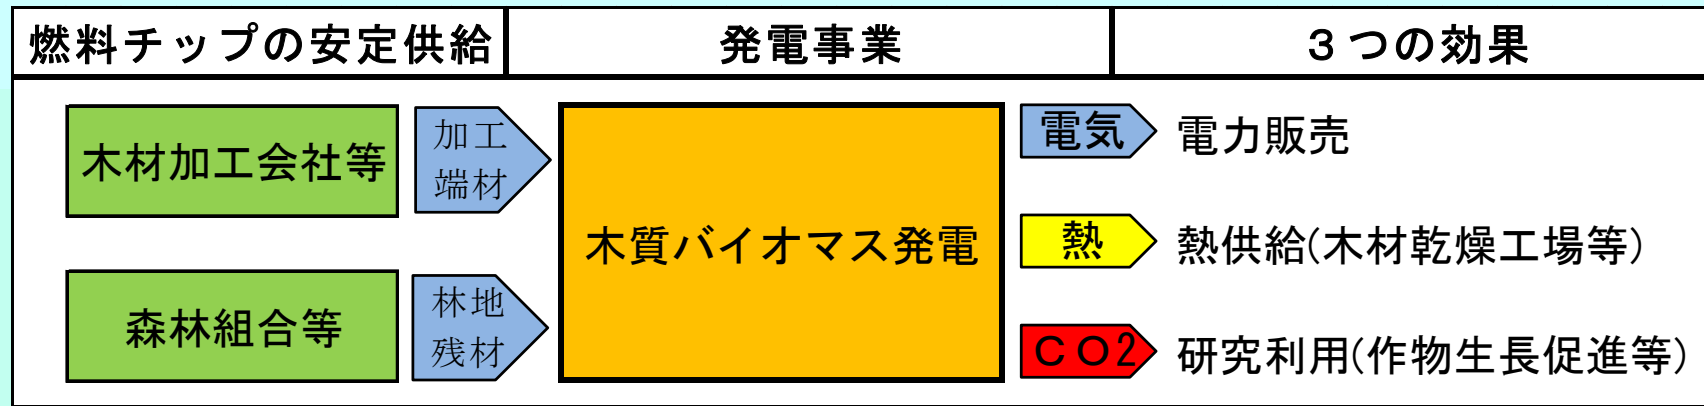 燃料チップの安定供給
発電事業
３つの効果
木材加工会社等
加工
端材
森林組合等
林地
残材
木質バイオマス発電
電気
電力販売
熱
熱供給(木材乾燥工場等)
ＣＯ2
研究利用(作物生長促進等)